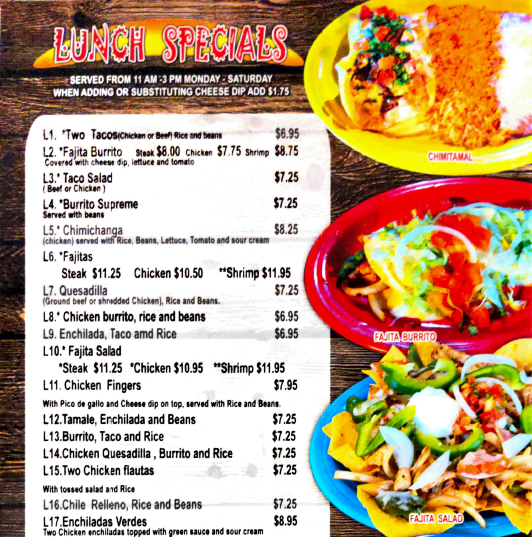 LUNCH SPECIALS
SERVED FROM 11 AM -3 PM MONDAY - SATURDAY
WHEN ADDING OR SUBSTITUTING CHEESE DIP ADD $1.75
L1. *Two Tacos(Chicken or Beef) Rice and beans $6.95
L2. *Fajita Burrito Steak $8.00 Chicken $7.75 Shrimp $8.75
Covered with cheese dip, lettuce and tomato
L3.* Taco Salad $7.25
( Beef or Chicken )
L4. *Burrito Supreme $7.25
Served with beans
L5.* Chimichanga $8.25
(chicken) served with Rice, Beans, Lettuce, Tomato and sour cream
L6. *Fajitas
Steak $11.25 Chicken $10.50 **Shrimp $11.95
L7. Quesadilla $7.25
(Ground beef or shredded Chicken), Rice and Beans.
L8.* Chicken burrito, rice and beans $6.95
L9. Enchilada, Taco amd Rice $6.95
L10.* Fajita Salad
*Steak $11.25 *Chicken $10.95 **Shrimp $11.95
L11. Chicken Fingers $7.95
With Pico de gallo and Cheese dip on top, served with Rice and Beans.
L12.Tamale, Enchilada and Beans $7.25
L13.Burrito, Taco and Rice $7.25
L14.Chicken Quesadilla , Burrito and Rice $7.25
L15.Two Chicken flautas $7.25
With tossed salad and Rice
L16.Chile Relleno, Rice and Beans $7.25
L17.Enchiladas Verdes $8.95
Two Chicken enchiladas topped with green sauce and sour cream
CHIMITAMAL
FAJITA BURRITO
FAJITA SALAD